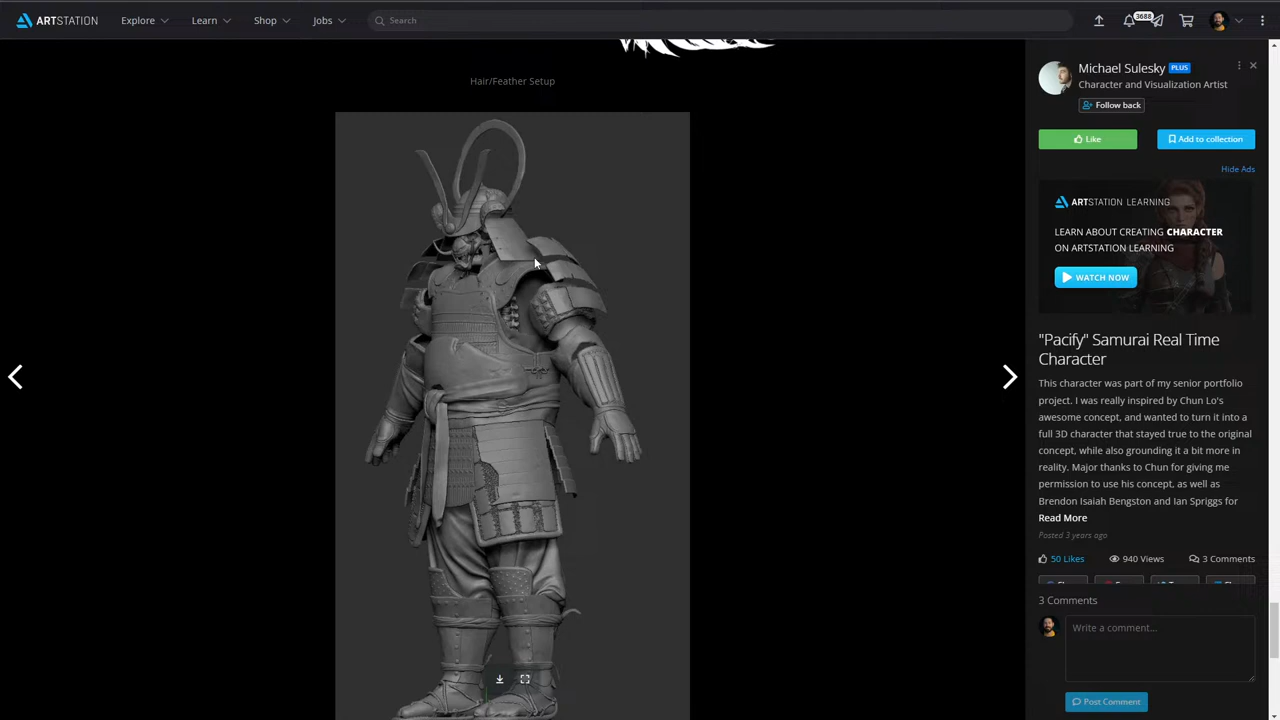 ARTSTATION
Explore
Learn
Shop
Jobs
Search
3688
Hair/Feather Setup
Michael Sulesky PLUS
Character and Visualization Artist
Follow back
Like
Add to collection
Hide Ads
ARTSTATION LEARNING
LEARN ABOUT CREATING CHARACTER
ON ARTSTATION LEARNING
WATCH NOW
"Pacify" Samurai Real Time
Character
This character was part of my senior portfolio
project. I was really inspired by Chun Lo's
awesome concept, and wanted to turn it into a
full 3D character that stayed true to the original
concept, while also grounding it a bit more in
reality. Major thanks to Chun for giving me
permission to use his concept, as well as
Brendon Isaiah Bengston and Ian Spriggs for
Read More
Posted 3 years ago
50 Likes
940 Views
3 Comments
3 Comments
Write a comment...
Post Comment